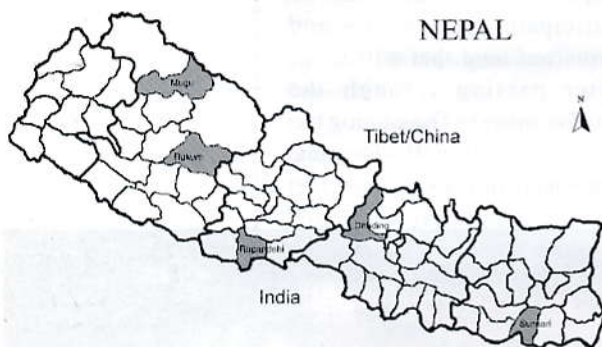 NEPAL
Mugu
Tibet/China
Rukum
Dhading
Rupandehi
India
Sunsari